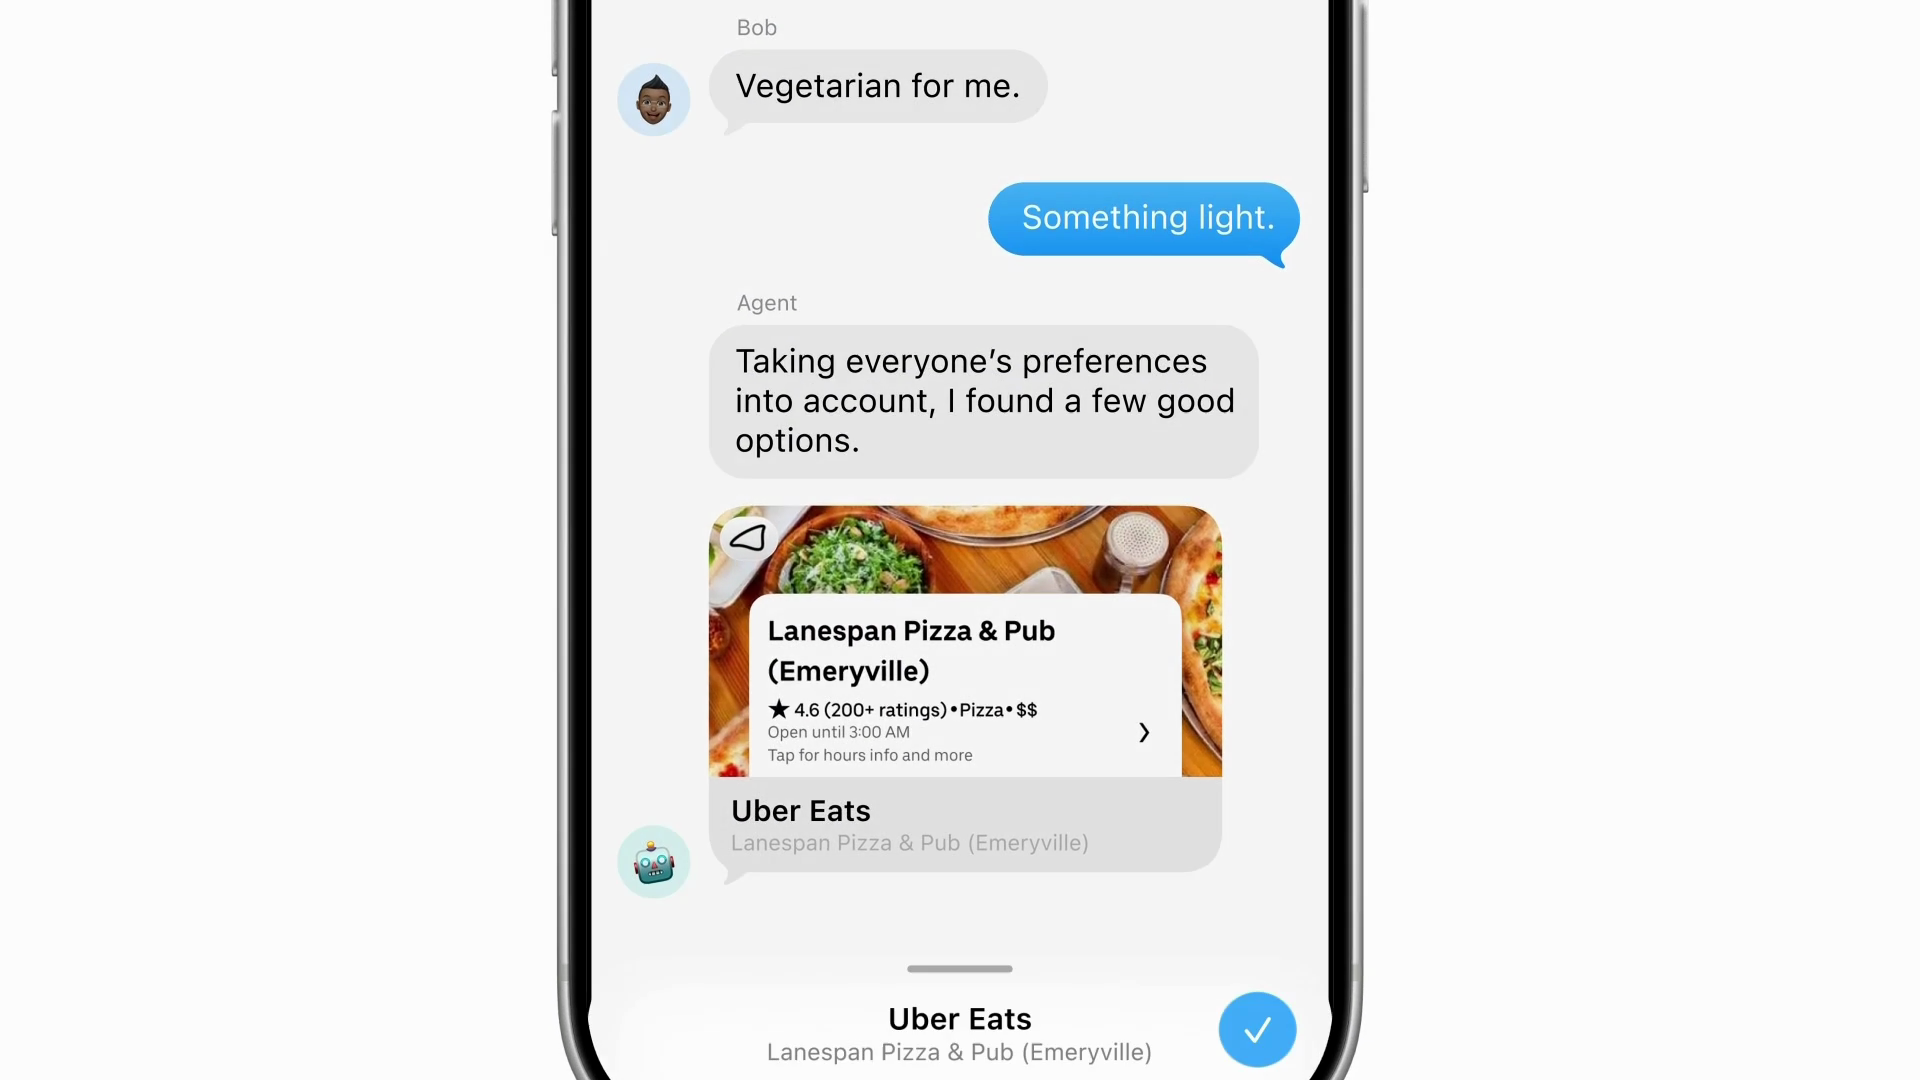 Bob
Vegetarian for me.
Something light.
Agent
Taking everyone’s preferences
into account, I found a few good
options.
Lanespan Pizza & Pub
(Emeryville)
★ 4.6 (200+ ratings) • Pizza • $$
Open until 3:00 AM
Tap for hours info and more
Uber Eats
Lanespan Pizza & Pub (Emeryville)
Uber Eats
Lanespan Pizza & Pub (Emeryville)